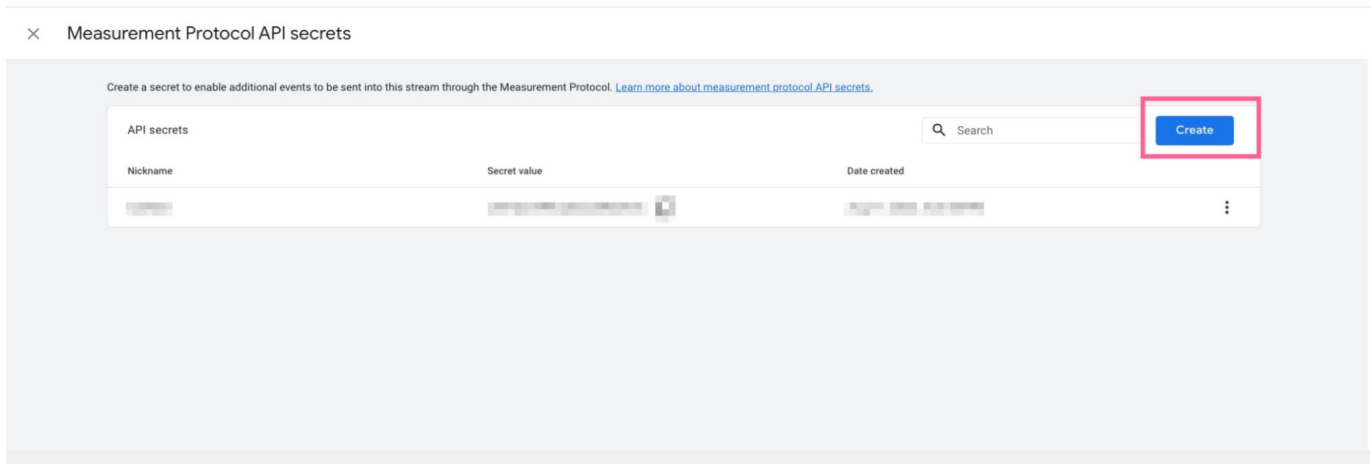 Measurement Protocol API secrets
Create a secret to enable additional events to be sent into this stream through the Measurement Protocol. Learn more about measurement protocol API secrets.
API secrets
Search
Create
Nickname
Secret value
Date created